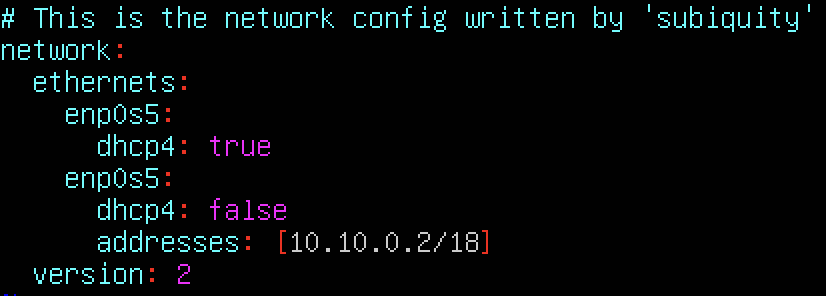 # This is the network config written by 'subiquity'
network:
  ethernets:
    enp0s5:
      dhcp4: true
    enp0s5:
      dhcp4: false
      addresses: [10.10.0.2/18]
  version: 2